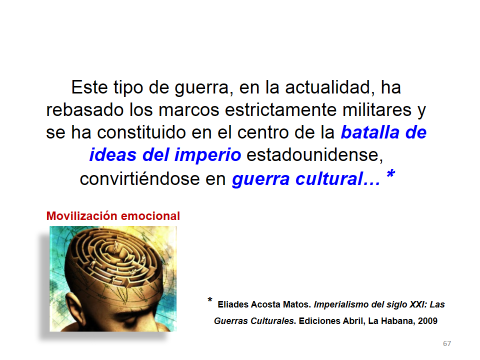 Este tipo de guerra, en la actualidad, ha
rebasado los marcos estrictamente militares y
se ha constituido en el centro de la batalla de
ideas del imperio estadounidense,
convirtiéndose en guerra cultural… *
Movilización emocional
* Eliades Acosta Matos. Imperialismo del siglo XXI: Las
Guerras Culturales. Ediciones Abril, La Habana, 2009
67